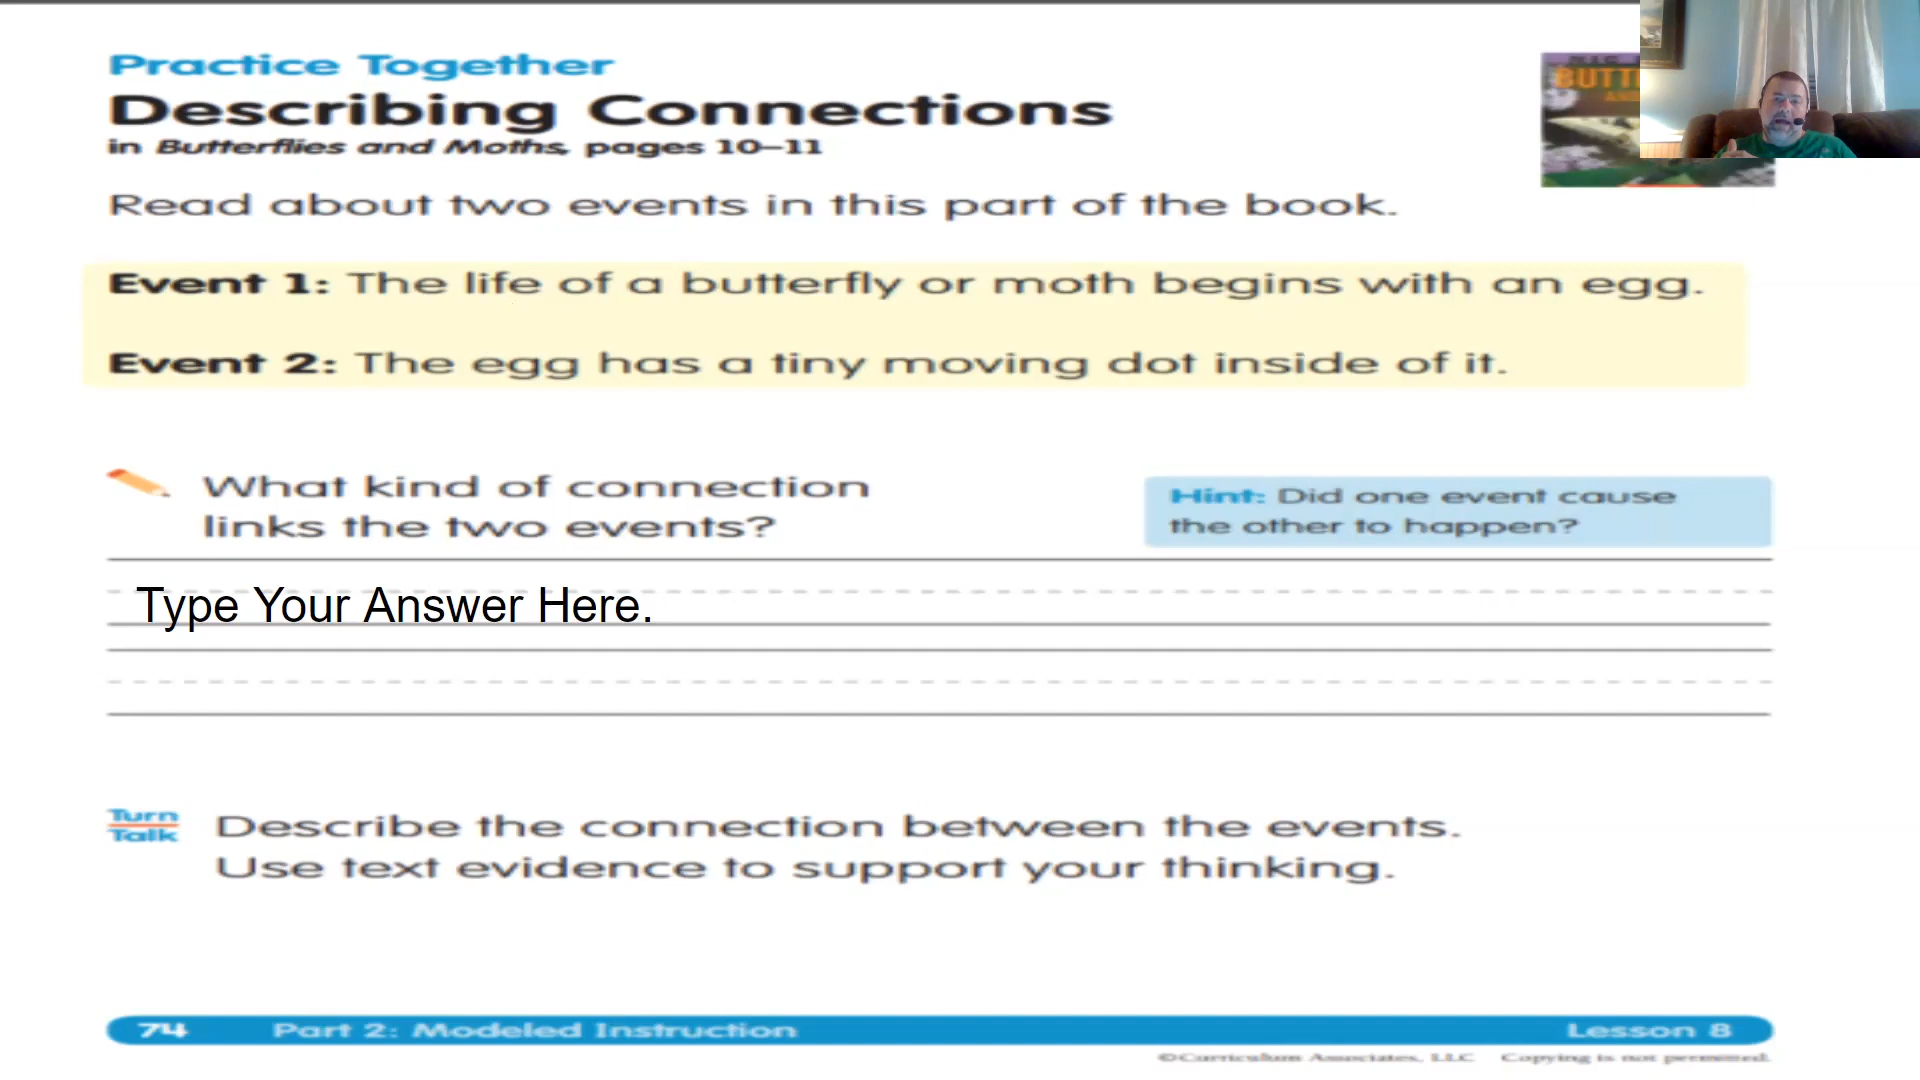 Practice Together
Describing Connections
in Butterflies and Moths, pages 10–11
BUTT
Read about two events in this part of the book.
Event 1: The life of a butterfly or moth begins with an egg.
Event 2: The egg has a tiny moving dot inside of it.
What kind of connection
links the two events?
Hint: Did one event cause
the other to happen?
Type Your Answer Here.
Turn
Talk
Describe the connection between the events.
Use text evidence to support your thinking.
74 Part 2: Modeled Instruction Lesson 8
©Curriculum Associates, LLC Copying is not permitted.